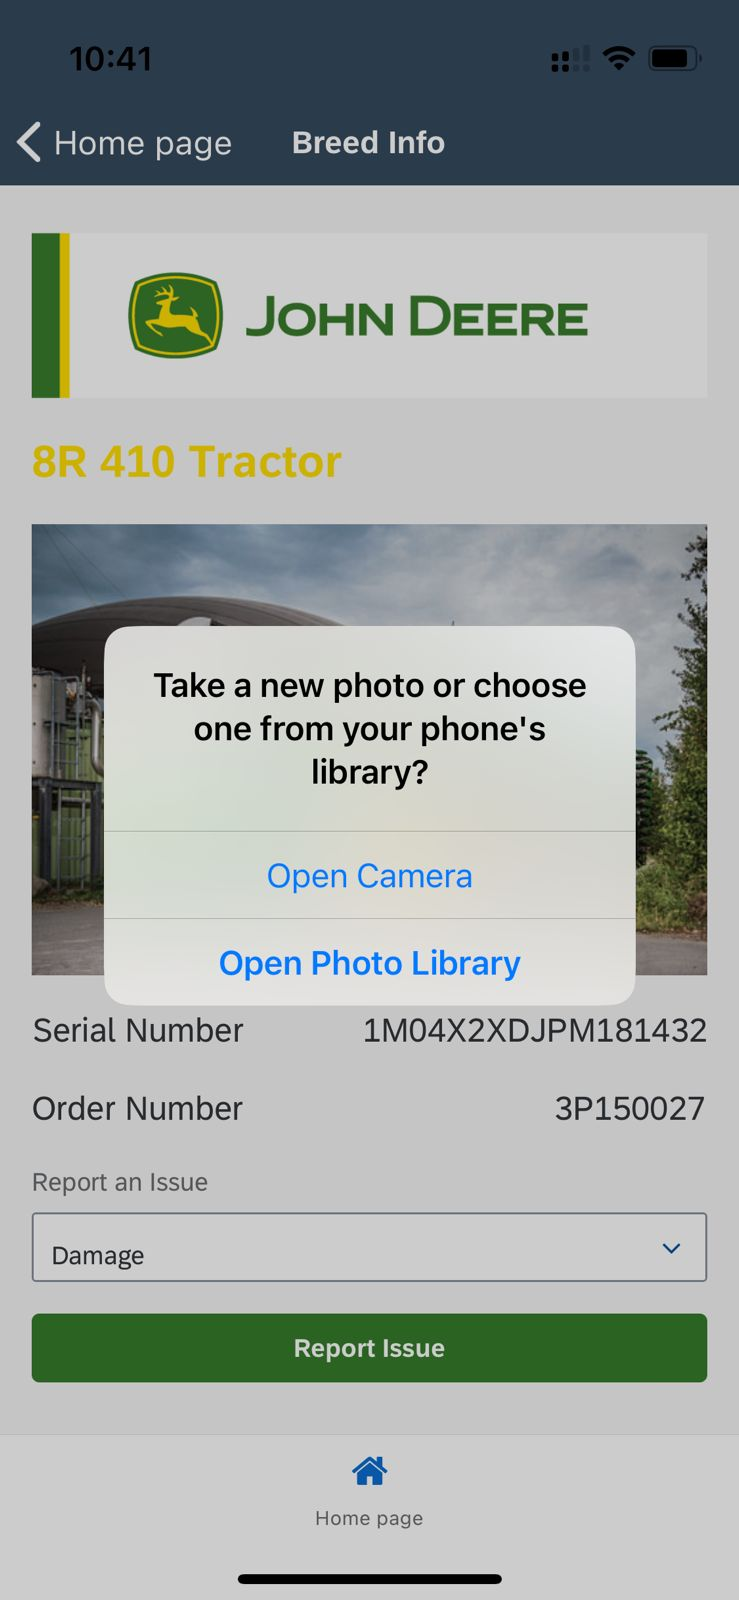 10:41
Home page
Breed Info
JOHN DEERE
8R 410 Tractor
Take a new photo or choose
one from your phone's
library?
Open Camera
Open Photo Library
Serial Number 1M04X2XDJPM181432
Order Number 3P150027
Report an Issue
Damage
Report Issue
Home page